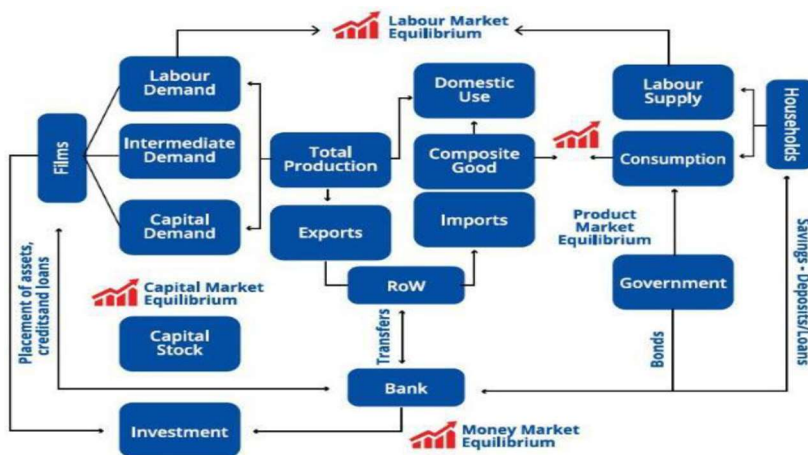 Labour Market
Equilibrium
Labour
Demand
Domestic
Use
Labour
Supply
Households
Films
Intermediate
Demand
Total
Production
Composite
Good
Consumption
Capital
Demand
Exports
Imports
Product
Market
Equilibrium
Placement of assets,
creditsand loans
Capital Market
Equilibrium
RoW
Government
Savings - Deposits/Loans
Capital
Stock
Transfers
Bonds
Bank
Investment
Money Market
Equilibrium